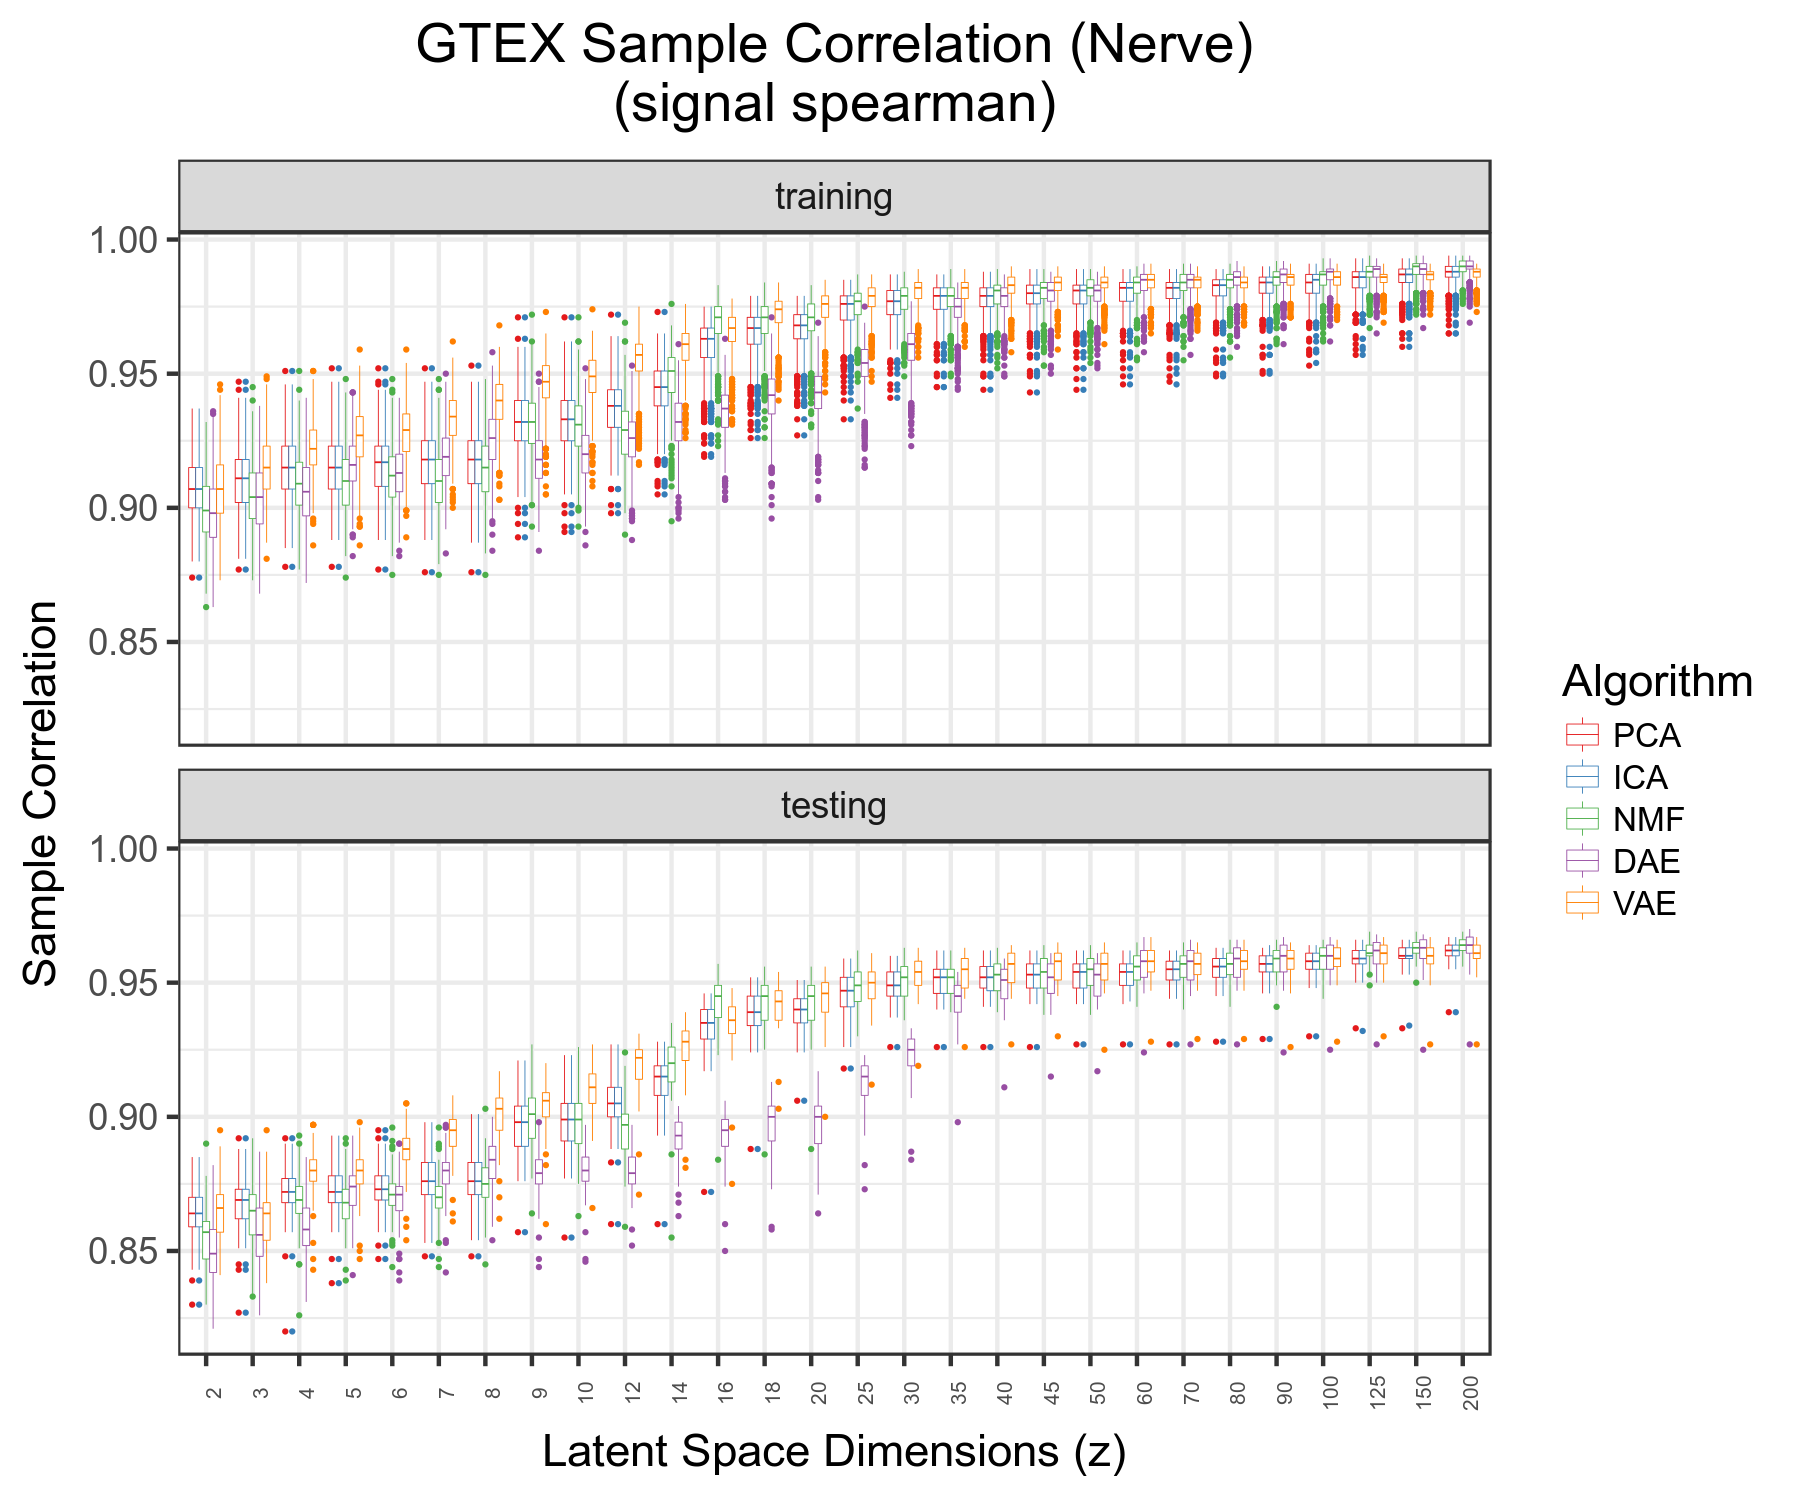 GTEX Sample Correlation (Nerve)
(signal spearman)
training
1.00
0.95
0.90
0.85
testing
1.00
0.95
0.90
0.85
Sample Correlation
2 3 4 5 6 7 8 9 10 12 14 16 18 20 25 30 35 40 45 50 60 70 80 90 100 125 150 200
Latent Space Dimensions (z)
Algorithm
PCA
ICA
NMF
DAE
VAE